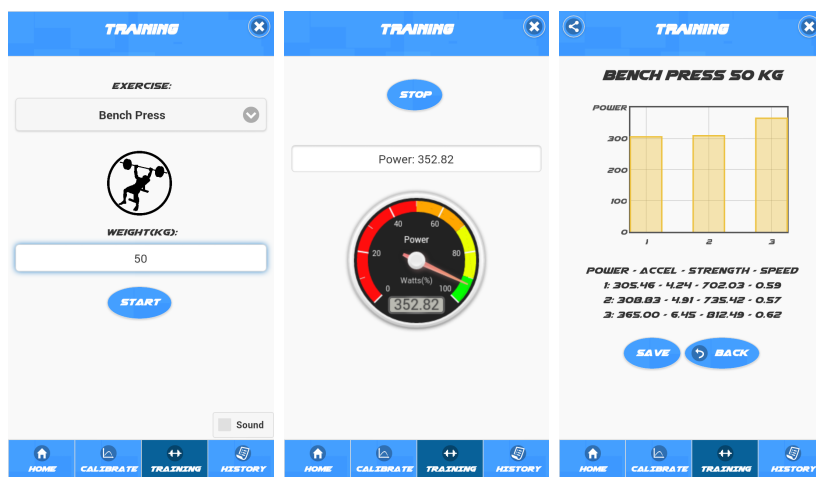 TRAINING
EXERCISE:
Bench Press
WEIGHT(KG):
50
START
Sound
HOME
CALIBRATE
TRAINING
HISTORY
TRAINING
STOP
Power: 352.82
40 60
Power
20 80
Watts(%)
0 100
352.82
HOME
CALIBRATE
TRAINING
HISTORY
TRAINING
BENCH PRESS 50 KG
POWER
300
200
100
0
1 2 3
POWER - ACCEL - STRENGTH - SPEED
1: 305.46 - 4.24 - 702.03 - 0.59
2: 308.83 - 4.91 - 735.42 - 0.57
3: 365.00 - 6.45 - 812.49 - 0.62
SAVE
BACK
HOME
CALIBRATE
TRAINING
HISTORY